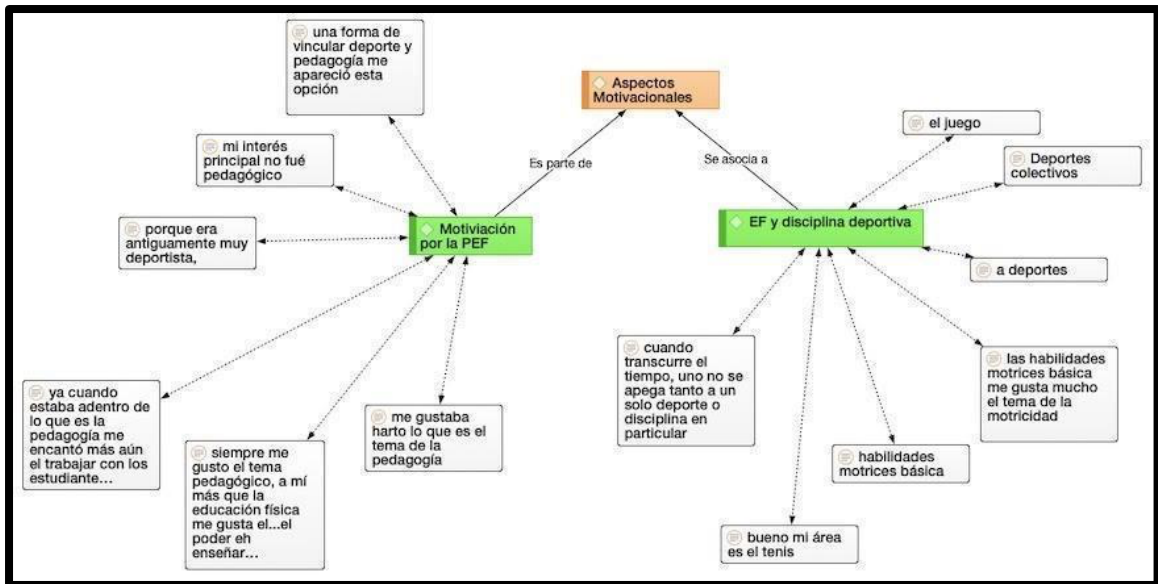 una forma de
vincular deporte y
pedagogía me
apareció esta
opción
Aspectos
Motivacionales
el juego
mi interés
principal no fué
pedagógico
Es parte de
Se asocia a
Deportes
colectivos
porque era
antiguamente muy
deportista,
Motiviación
por la PEF
EF y disciplina deportiva
a deportes
cuando
transcurre el
tiempo, uno no se
apega tanto a un
solo deporte o
disciplina en
particular
las habilidades
motrices básica
me gusta mucho
el tema de la
motricidad
ya cuando
estaba adentro de
lo que es la
pedagogía me
encantó más aún
el trabajar con los
estudiante...
siempre me
gusto el tema
pedagógico, a mí
más que la
educación física
me gusta el...el
poder eh
enseñar...
me gustaba
harto lo que es el
tema de la
pedagogía
habilidades
motrices básica
bueno mi área
es el tenis